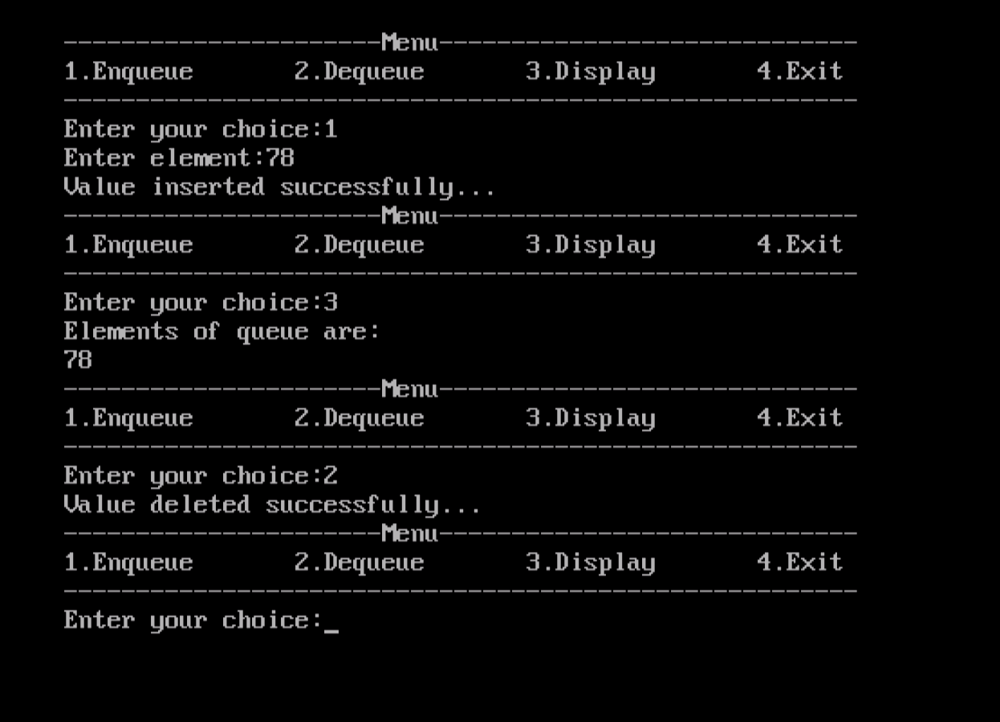 ----------------------Menu-----------------------------
1.Enqueue       2.Dequeue       3.Display       4.Exit
-------------------------------------------------------
Enter your choice:1
Enter element:78
Value inserted successfully...
----------------------Menu-----------------------------
1.Enqueue       2.Dequeue       3.Display       4.Exit
-------------------------------------------------------
Enter your choice:3
Elements of queue are:
78
----------------------Menu-----------------------------
1.Enqueue       2.Dequeue       3.Display       4.Exit
-------------------------------------------------------
Enter your choice:2
Value deleted successfully...
----------------------Menu-----------------------------
1.Enqueue       2.Dequeue       3.Display       4.Exit
-------------------------------------------------------
Enter your choice:_